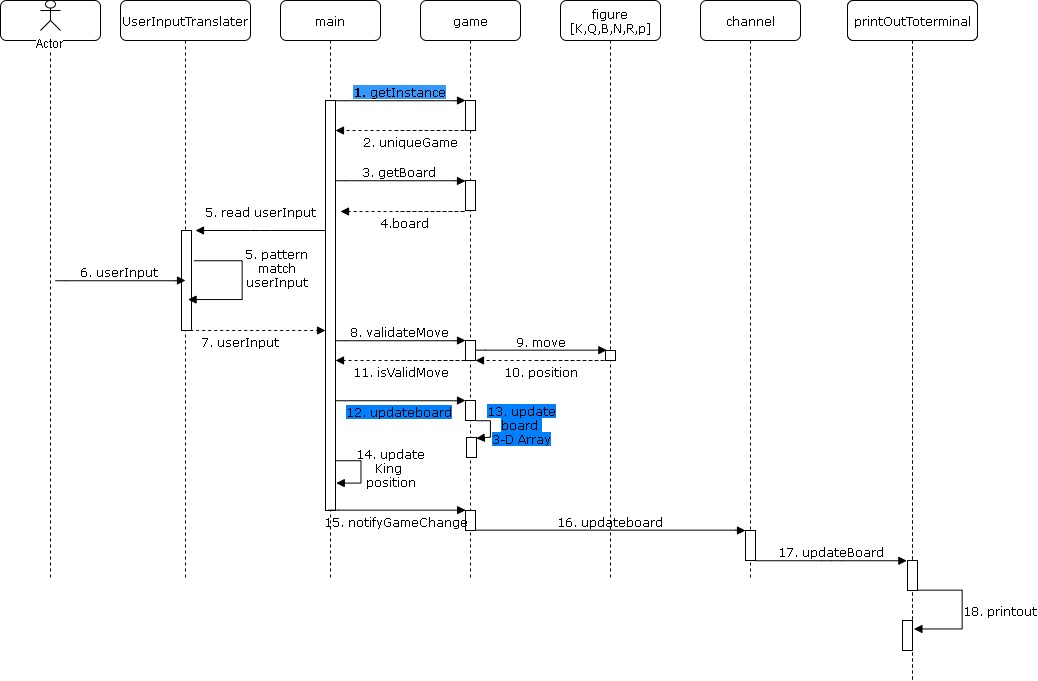 UserInputTranslater
main
game
figure
[K,Q,B,N,R,p]
channel
printOutToterminal
Actor
1. getInstance
2. uniqueGame
3. getBoard
4.board
5. read userInput
5. pattern
match
userInput
6. userInput
7. userInput
8. validateMove
9. move
10. position
11. isValidMove
12. updateboard
13. update
board
3-D Array
14. update
King
position
15. notifyGameChange
16. updateboard
17. updateBoard
18. printout